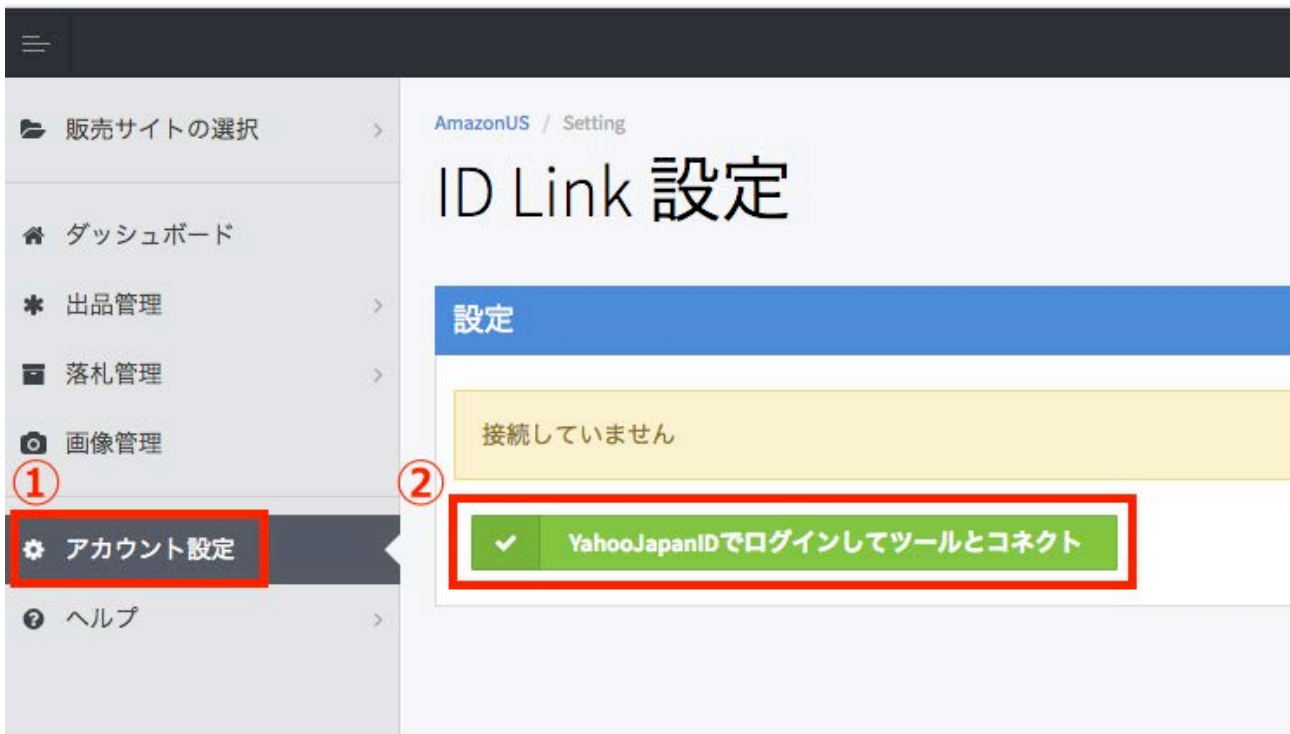 販売サイトの選択
ダッシュボード
出品管理
落札管理
画像管理
①
アカウント設定
ヘルプ
AmazonUS / Setting
ID Link 設定
設定
接続していません
②
YahooJapanIDでログインしてツールとコネクト